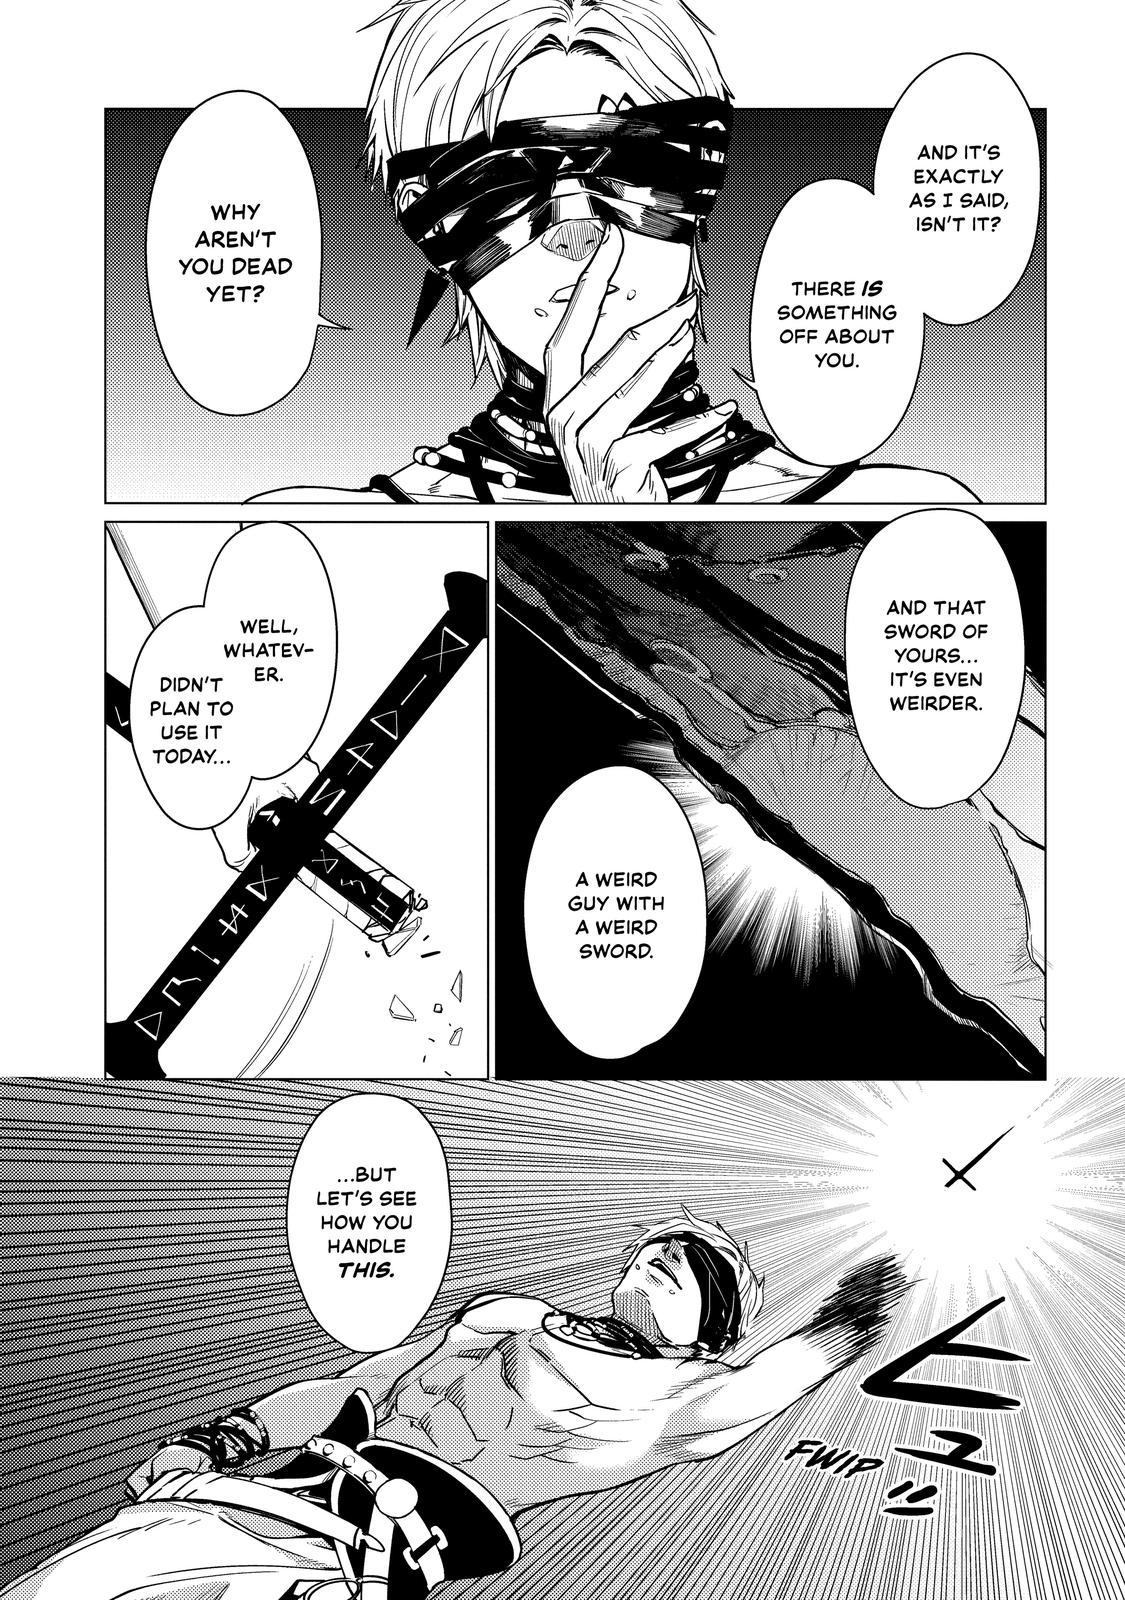 AND IT'S
EXACTLY
AS I SAID,
ISN'T IT?
THERE IS
SOMETHING
OFF ABOUT
YOU.
WHY
AREN'T
YOU DEAD
YET?
AND THAT
SWORD OF
YOURS...
IT'S EVEN
WEIRDER.
A WEIRD
GUY WITH
A WEIRD
SWORD.
WELL,
WHATEV-
ER.
DIDN'T
PLAN TO
USE IT
TODAY...
...BUT
LET'S SEE
HOW YOU
HANDLE
THIS.
FWIP